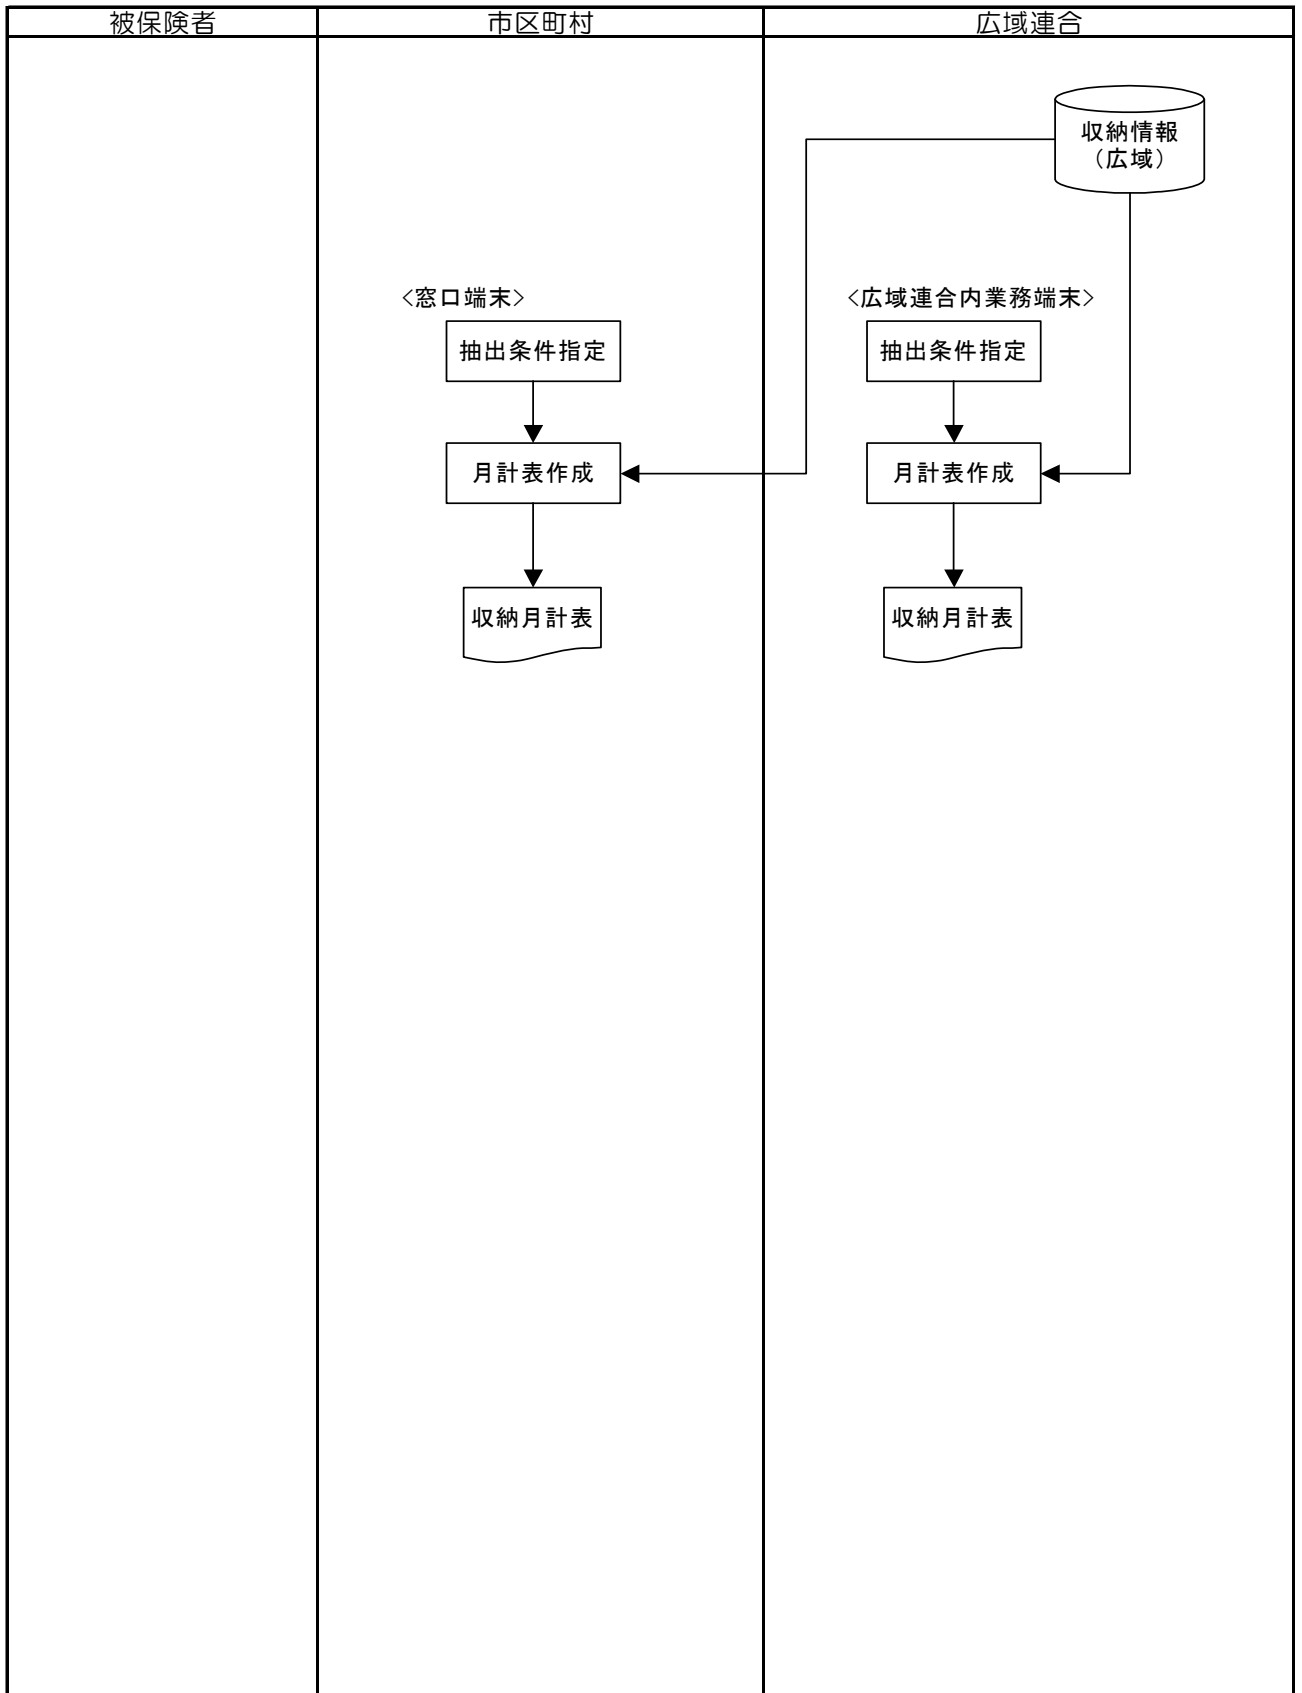 被保険者
市区町村
広域連合
収納情報
（広域）
<窓口端末>
<広域連合内業務端末>
抽出条件指定
抽出条件指定
月計表作成
月計表作成
収納月計表
収納月計表